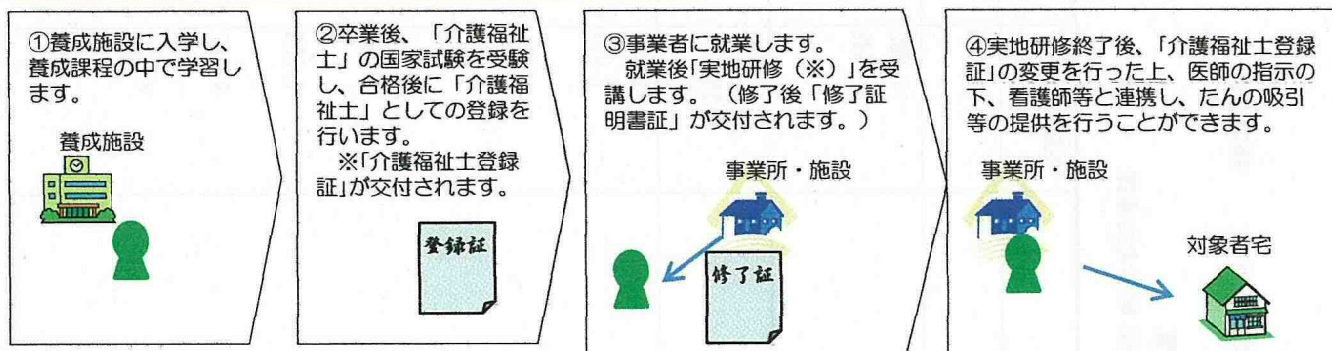 ①養成施設に入学し、
養成課程の中で学習し
ます。
養成施設
②卒業後、「介護福祉
士」の国家試験を受験
し、合格後に「介護福
祉士」としての登録を
行います。
※「介護福祉士登録
証」が交付されます。
登録証
③事業者に就業します。
就業後「実地研修（※）」を受
講します。（修了後「修了証
明書証」が交付されます。）
事業所・施設
修了証
④実地研修終了後、「介護福祉士登録
証」の変更を行った上、医師の指示の
下、看護師等と連携し、たんの吸引
等の提供を行うことができます。
事業所・施設
対象者宅